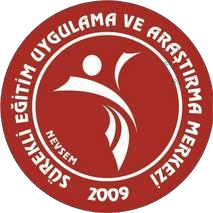 SÜREKLİ EĞİTİM UYGULAMA VE ARAŞTIRMA MERKEZİ
NEVSEM
2009